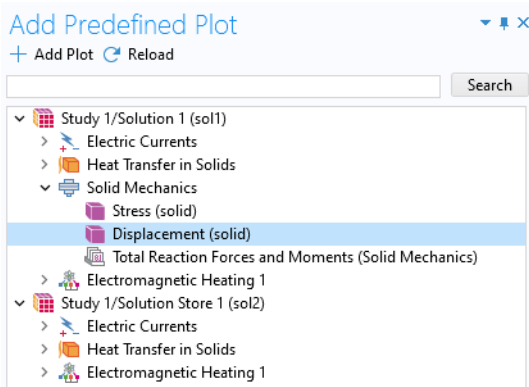 Add Predefined Plot
Add Plot Reload
Search
Study 1/Solution 1 (sol1)
Electric Currents
Heat Transfer in Solids
Solid Mechanics
Stress (solid)
Displacement (solid)
Total Reaction Forces and Moments (Solid Mechanics)
Electromagnetic Heating 1
Study 1/Solution Store 1 (sol2)
Electric Currents
Heat Transfer in Solids
Electromagnetic Heating 1